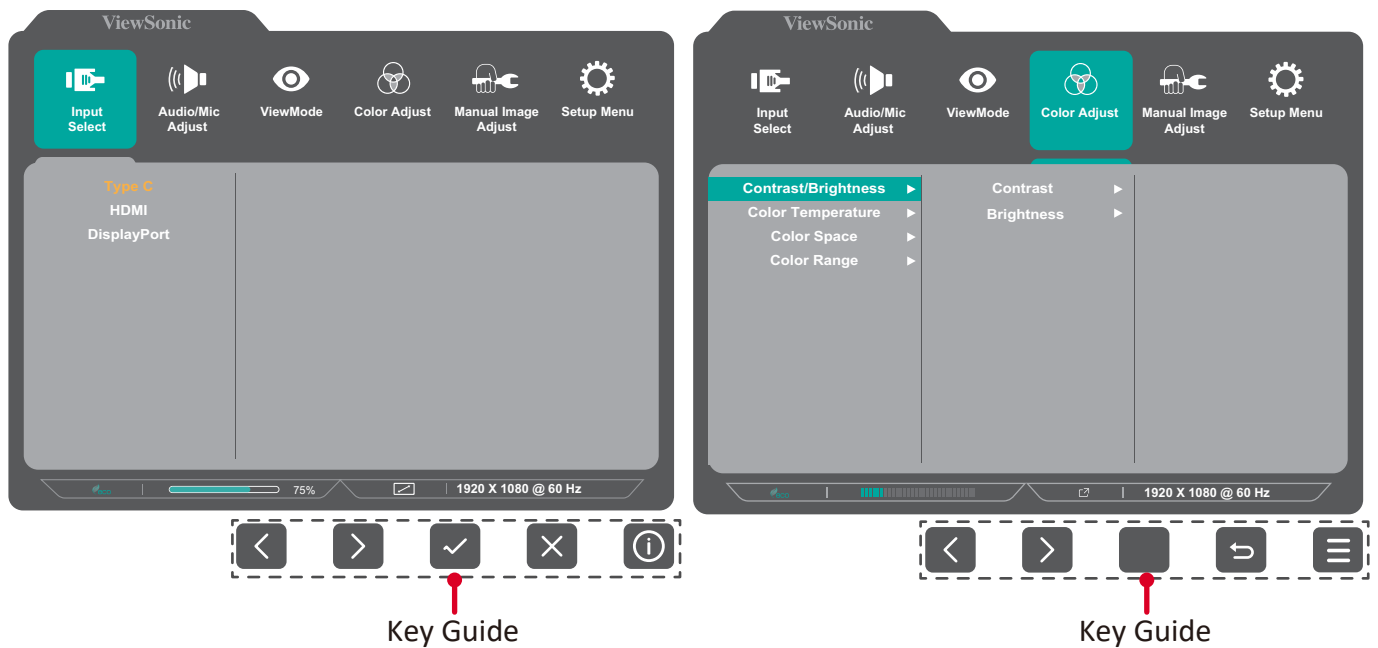 ViewSonic
Input Select
Audio/Mic Adjust
ViewMode
Color Adjust
Manual Image Adjust
Setup Menu
Type C
HDMI
DisplayPort
eco
75%
1920 X 1080 @ 60 Hz
Key Guide
ViewSonic
Input Select
Audio/Mic Adjust
ViewMode
Color Adjust
Manual Image Adjust
Setup Menu
Contrast/Brightness
Color Temperature
Color Space
Color Range
Contrast
Brightness
eco
1920 X 1080 @ 60 Hz
Key Guide